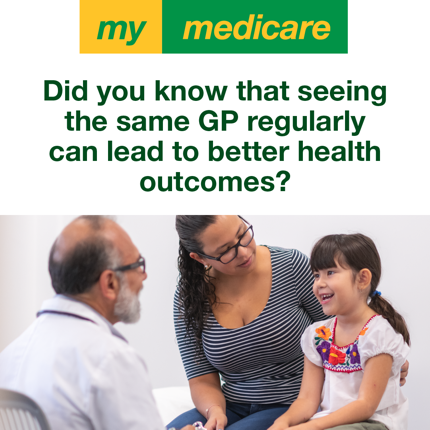 my medicare
Did you know that seeing
the same GP regularly
can lead to better health
outcomes?